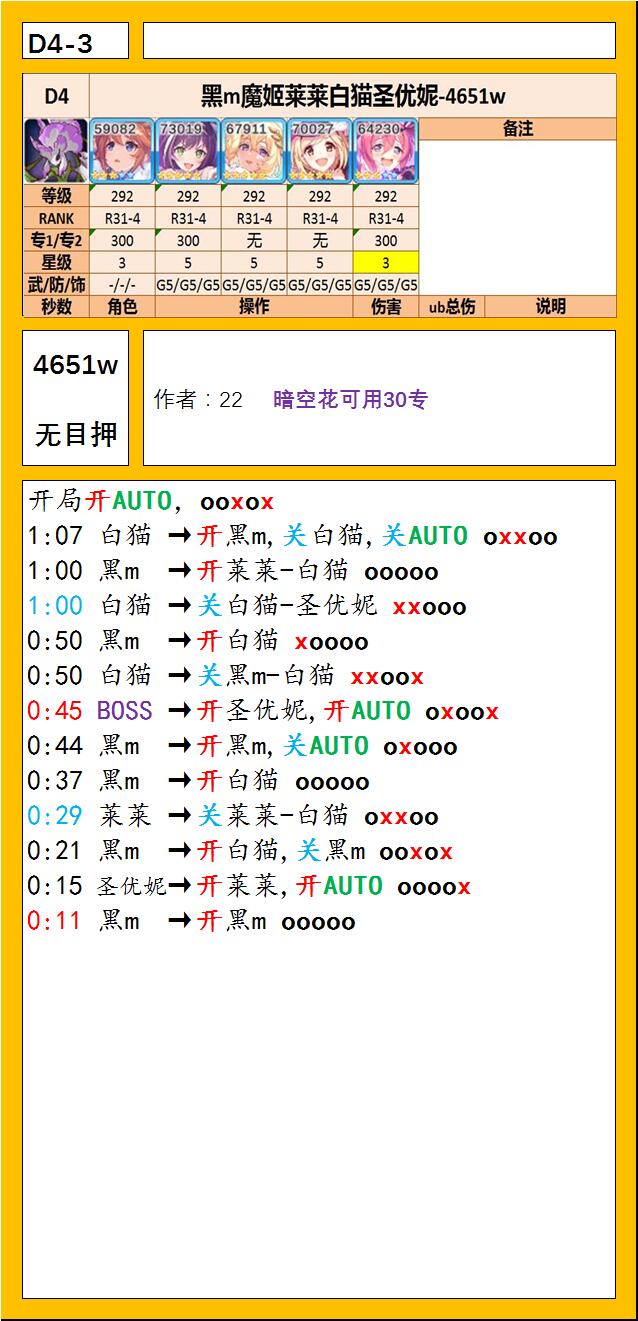 D4-3
D4 黑m魔姬莱莱白猫圣优妮-4651w
59082 73019 67911 70027 64230 备注
等级 292 292 292 292 292
RANK R31-4 R31-4 R31-4 R31-4 R31-4
专1/专2 300 300 无 无 300
星级 3 5 5 5 3
武/防/饰 -/-/- G5/G5/G5 G5/G5/G5 G5/G5/G5 G5/G5/G5
秒数 角色 操作 伤害 ub总伤 说明
4651w
无目押
作者：22 暗空花可用30专
开局开AUTO, ooxox
1:07 白猫 →开黑m,关白猫,关AUTO oxxoo
1:00 黑m →开莱莱-白猫 ooooo
1:00 白猫 →关白猫-圣优妮 xxooo
0:50 黑m →开白猫 xoooo
0:50 白猫 →关黑m-白猫 xxoox
0:45 BOSS →开圣优妮,开AUTO oxoox
0:44 黑m →开黑m,关AUTO oxooo
0:37 黑m →开白猫 ooooo
0:29 莱莱 →关莱莱-白猫 oxxoo
0:21 黑m →开白猫,关黑m ooxox
0:15 圣优妮→开莱莱,开AUTO oooox
0:11 黑m →开黑m ooooo